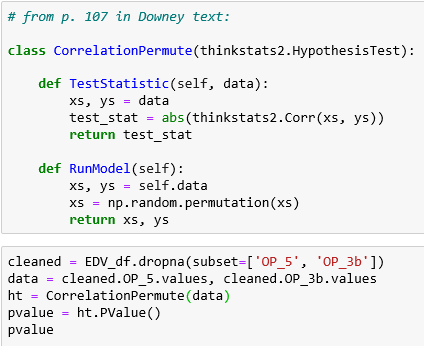 # from p. 107 in Downey text:
class CorrelationPermute(thinkstats2.HypothesisTest):
    def TestStatistic(self, data):
        xs, ys = data
        test_stat = abs(thinkstats2.Corr(xs, ys))
        return test_stat
    def RunModel(self):
        xs, ys = self.data
        xs = np.random.permutation(xs)
        return xs, ys
cleaned = EDV_df.dropna(subset=['OP_5', 'OP_3b'])
data = cleaned.OP_5.values, cleaned.OP_3b.values
ht = CorrelationPermute(data)
pvalue = ht.PValue()
pvalue